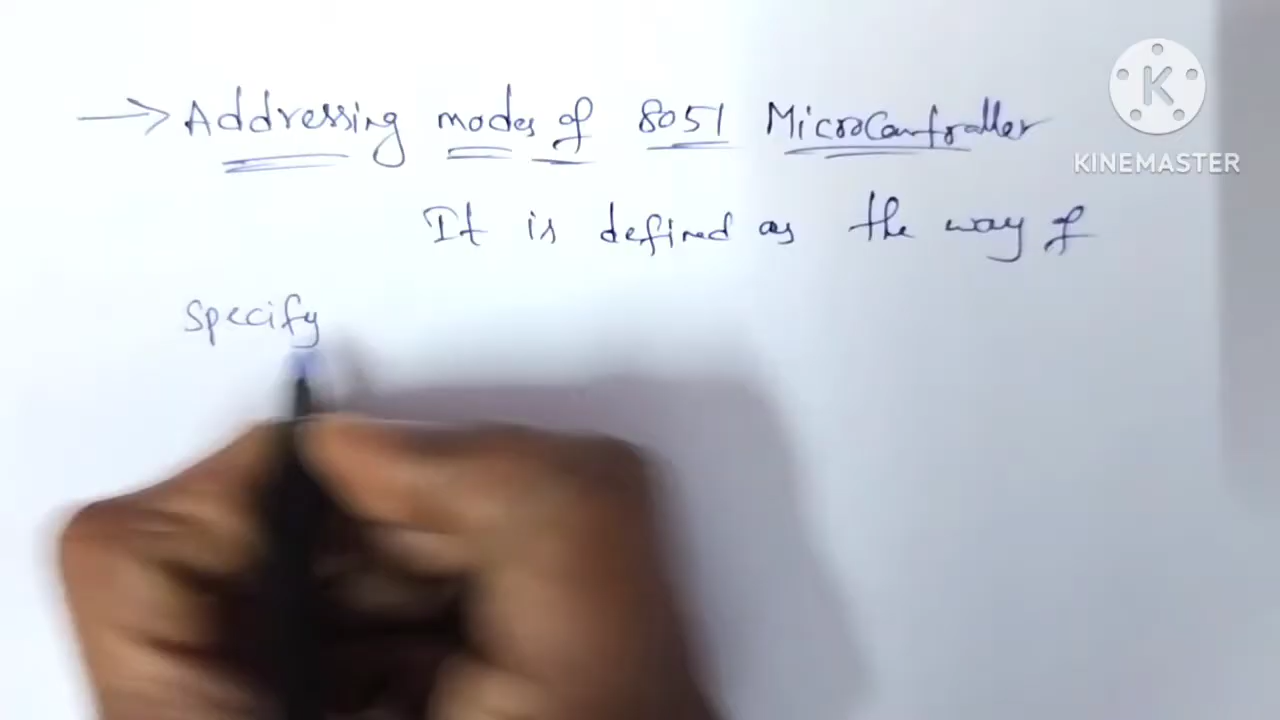 → Addressing modes of 8051 MicroController
K
KINEMASTER
It is defined as the way of
Specify